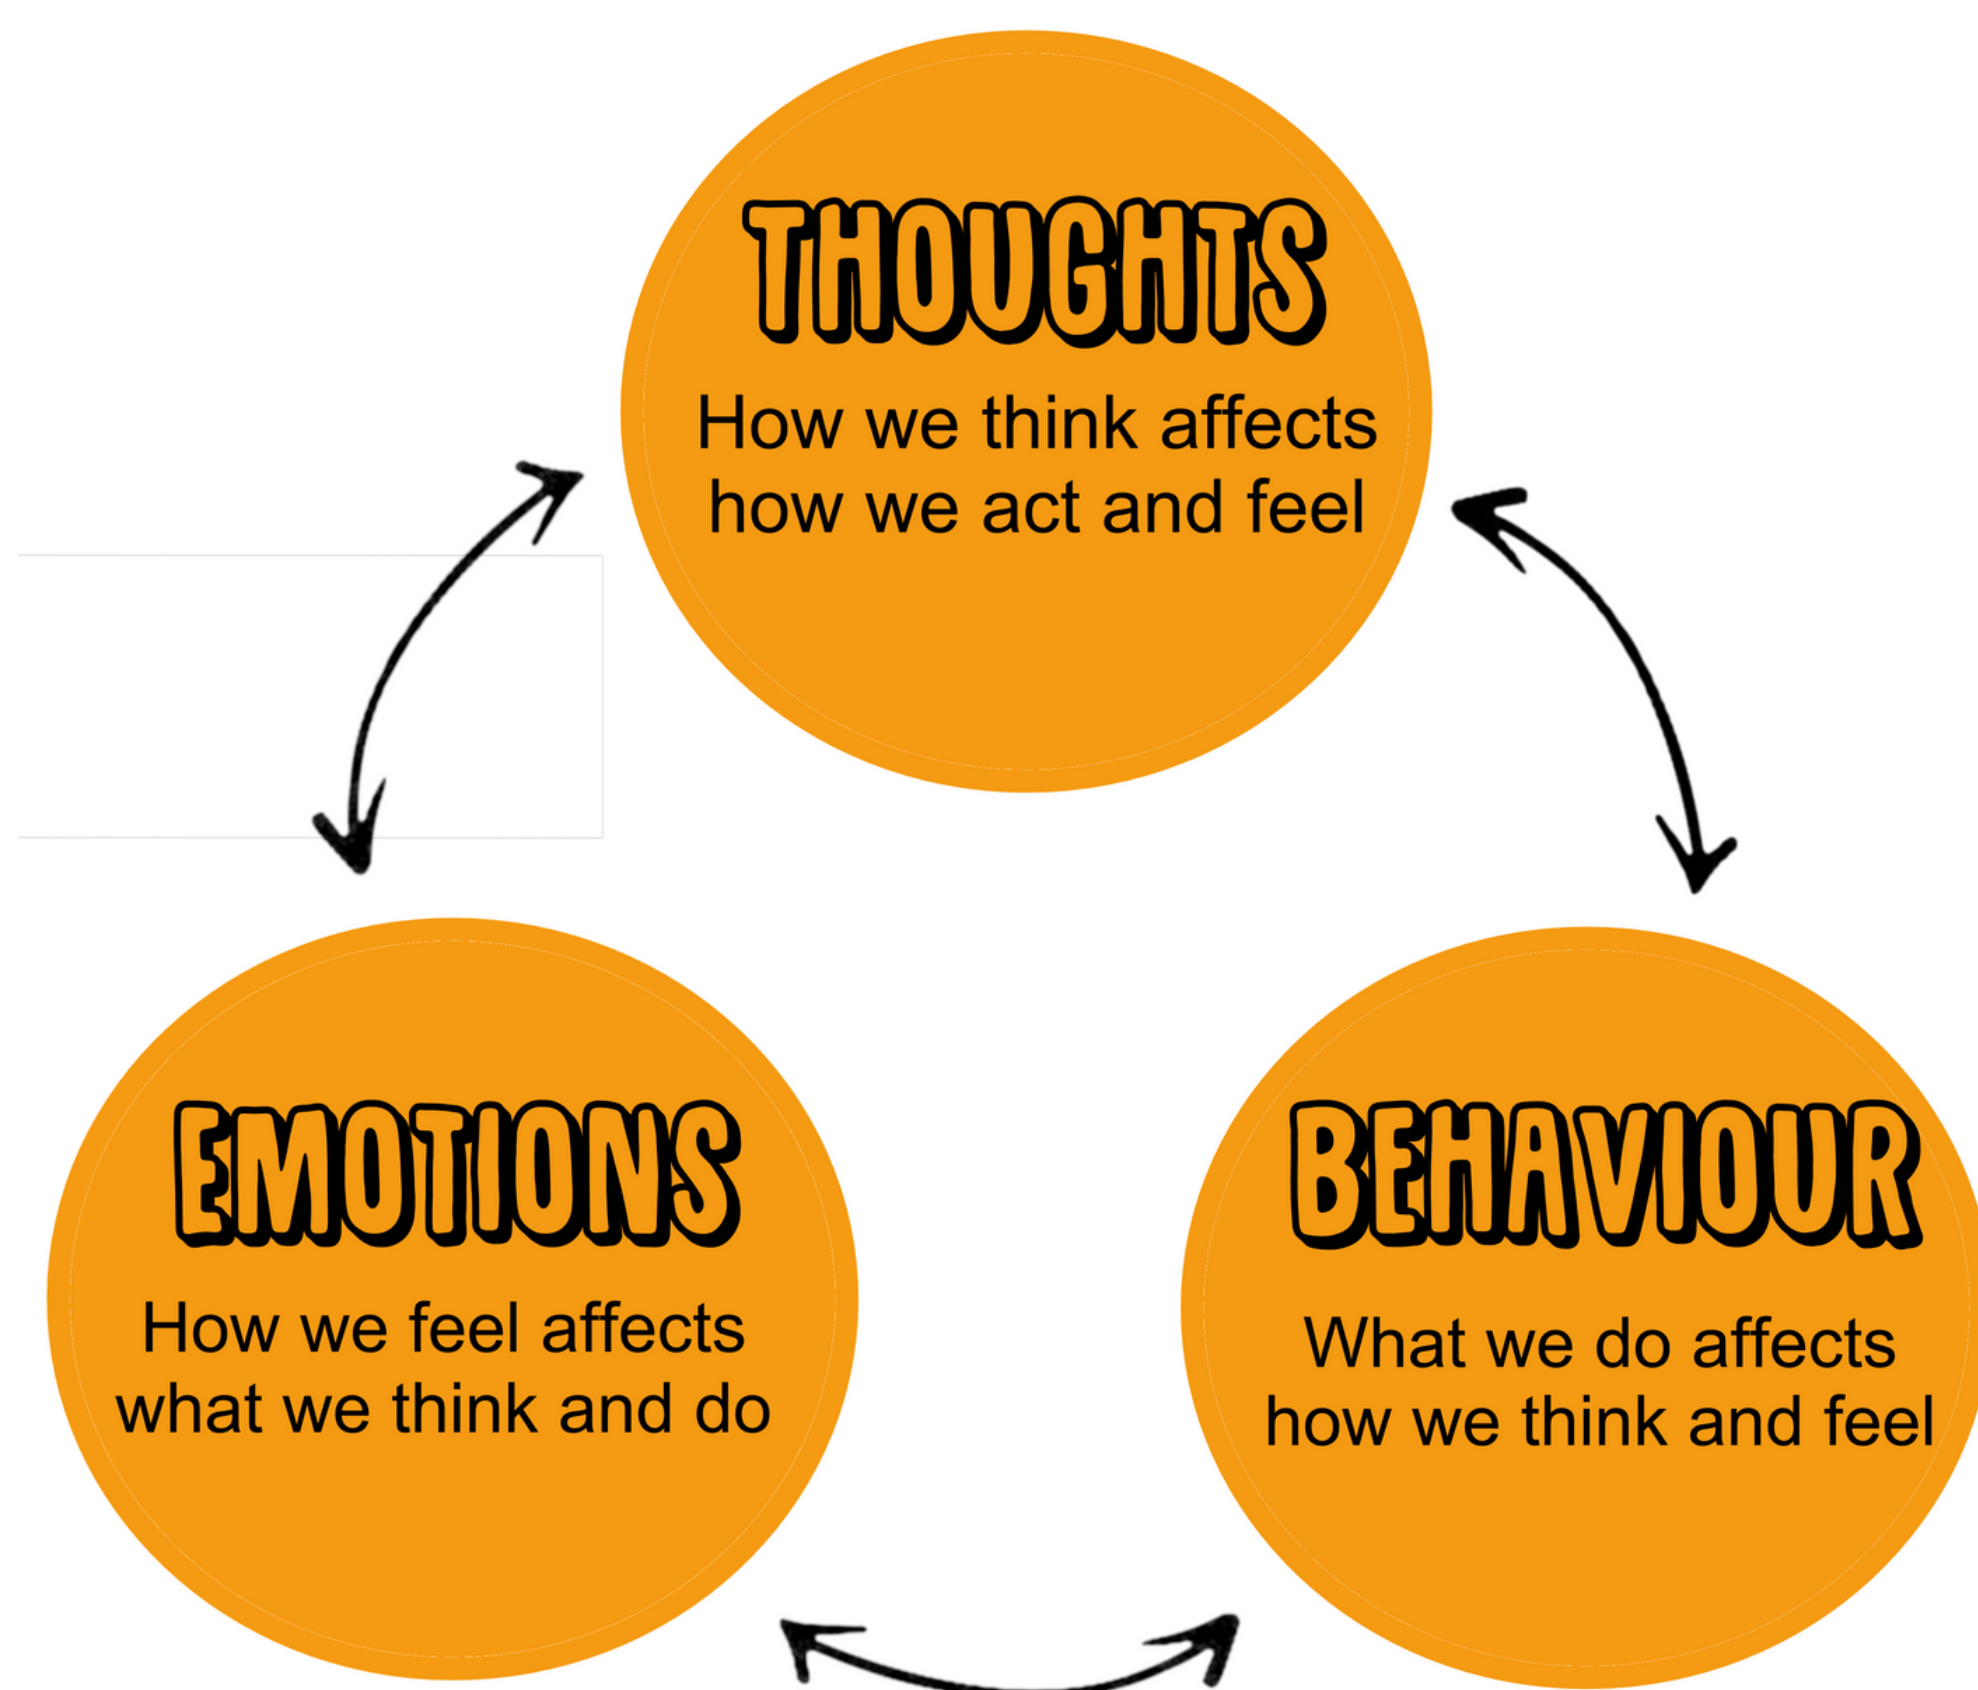 THOUGHTS
How we think affects
how we act and feel
EMOTIONS
How we feel affects
what we think and do
BEHAVIOUR
What we do affects
how we think and feel